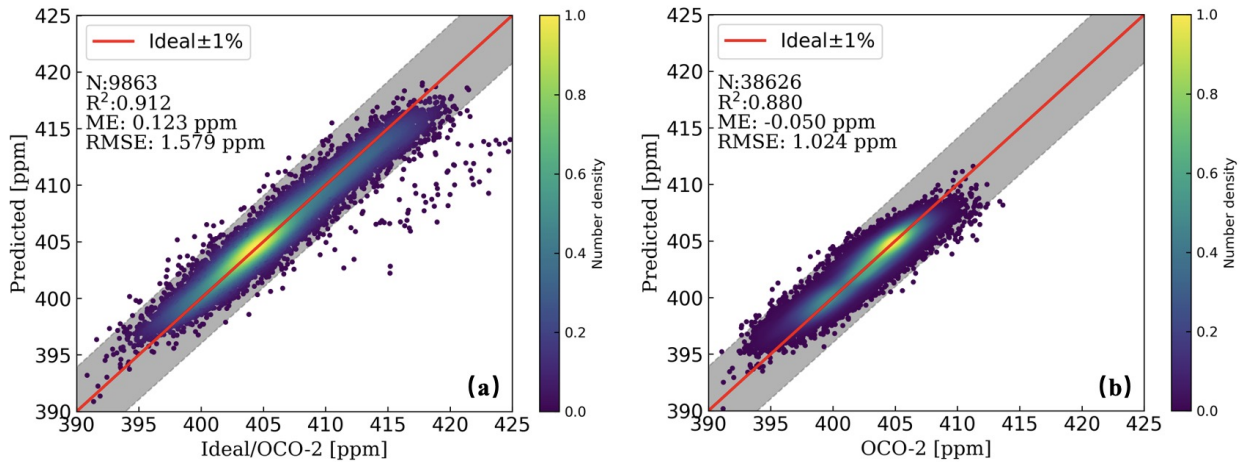 425
420
415
410
405
400
395
390
Predicted [ppm]
Ideal±1%
N:9863
R²:0.912
ME: 0.123 ppm
RMSE: 1.579 ppm
(a)
390 395 400 405 410 415 420 425
Ideal/OCO-2 [ppm]
1.0
0.8
0.6
0.4
0.2
0.0
Number density
425
420
415
410
405
400
395
390
Predicted [ppm]
Ideal±1%
N:38626
R²:0.880
ME: -0.050 ppm
RMSE: 1.024 ppm
(b)
390 395 400 405 410 415 420 425
OCO-2 [ppm]
1.0
0.8
0.6
0.4
0.2
0.0
Number density